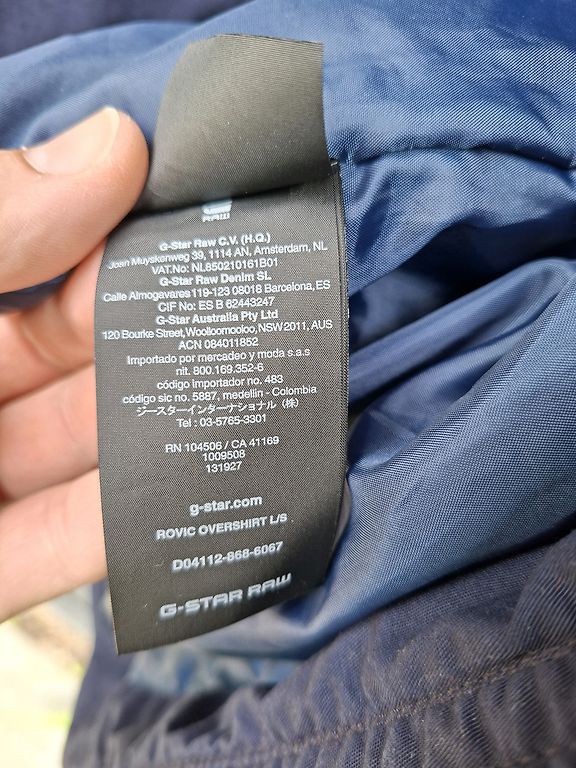 RAW
G-Star Raw C.V. (H.Q.)
Joan Muyskenweg 39, 1114 AN, Amsterdam, NL
VAT.No: NL850210161B01
G-Star Raw Denim SL
Calle Almogavares 119-123 08018 Barcelona, ES
CIF No: ES B 62443247
G-Star Australia Pty Ltd
120 Bourke Street, Woolloomooloo, NSW 2011, AUS
ACN 084011852
Importado por mercadeo y moda s.a.s
nit. 800.169.352-6
código importador no. 483
código sic no. 5887, medellin - Colombia
ジースターインターナショナル (株)
Tel : 03-5765-3301
RN 104506 / CA 41169
1009508
131927
g-star.com
ROVIC OVERSHIRT L/S
D04112-868-6067
G-STAR RAW